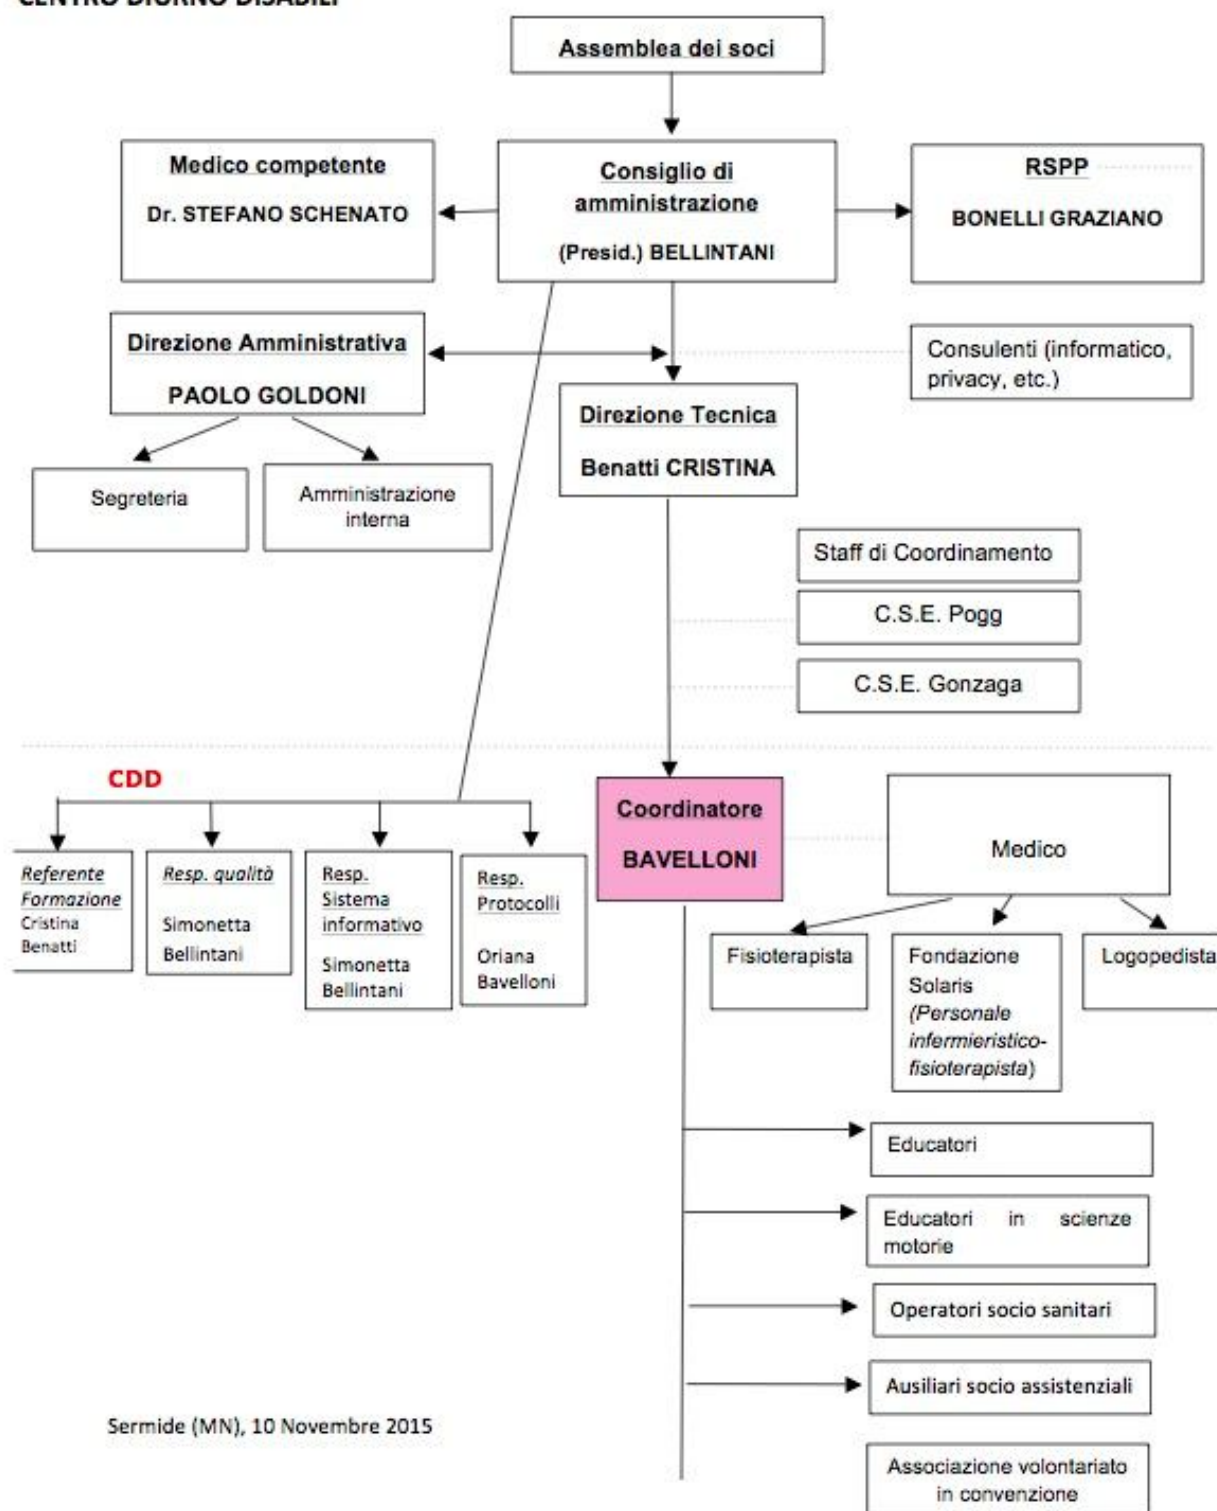 CENTRO DIURNO DISABILI
Assemblea dei soci
Medico competente
Dr. STEFANO SCHENATO
Consiglio di
amministrazione
(Presid.) BELLINTANI
RSPP
BONELLI GRAZIANO
Direzione Amministrativa
PAOLO GOLDONI
Consulenti (informatico,
privacy, etc.)
Direzione Tecnica
Benatti CRISTINA
Segreteria
Amministrazione
interna
Staff di Coordinamento
C.S.E. Pogg
C.S.E. Gonzaga
CDD
Referente
Formazione
Cristina
Benatti
Resp. qualità
Simonetta
Bellintani
Resp.
Sistema
informativo
Simonetta
Bellintani
Resp.
Protocolli
Oriana
Bavelloni
Coordinatore
BAVELLONI
Medico
Fisioterapista
Fondazione
Solaris
(Personale
infermieristico-
fisioterapista)
Logopedista
Educatori
Educatori in scienze
motorie
Operatori socio sanitari
Ausiliari socio assistenziali
Associazione volontariato
in convenzione
Sermide (MN), 10 Novembre 2015